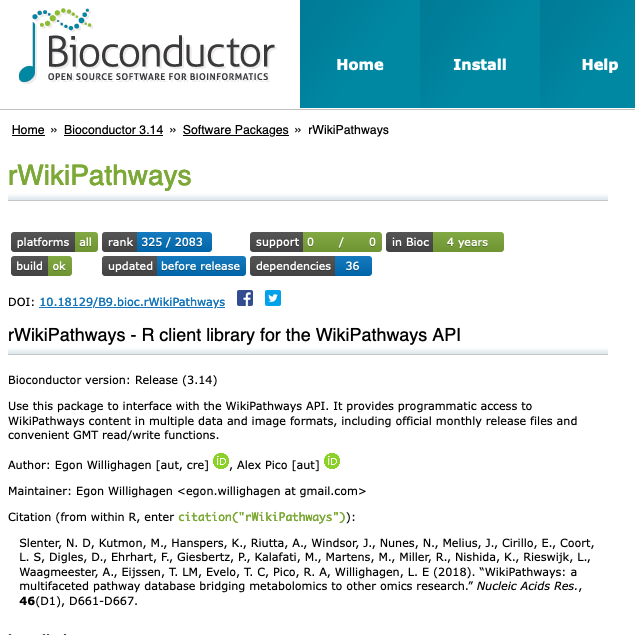 Bioconductor
OPEN SOURCE SOFTWARE FOR BIOINFORMATICS
Home Install Help
Home » Bioconductor 3.14 » Software Packages » rWikiPathways
rWikiPathways
platforms all rank 325 / 2083 support 0 / 0 in Bioc 4 years
build ok updated before release dependencies 36
DOI: 10.18129/B9.bioc.rWikiPathways
rWikiPathways - R client library for the WikiPathways API
Bioconductor version: Release (3.14)
Use this package to interface with the WikiPathways API. It provides programmatic access to
WikiPathways content in multiple data and image formats, including official monthly release files and
convenient GMT read/write functions.
Author: Egon Willighagen [aut, cre] iD, Alex Pico [aut] iD
Maintainer: Egon Willighagen <egon.willighagen at gmail.com>
Citation (from within R, enter citation("rWikiPathways")):
Slenter, N. D, Kutmon, M., Hanspers, K., Riutta, A., Windsor, J., Nunes, N., Melius, J., Cirillo, E., Coort,
L. S, Digles, D., Ehrhart, F., Giesbertz, P., Kalafati, M., Martens, M., Miller, R., Nishida, K., Rieswijk, L.,
Waagmeester, A., Eijssen, T. LM, Evelo, T. C, Pico, R. A, Willighagen, L. E (2018). “WikiPathways: a
multifaceted pathway database bridging metabolomics to other omics research.” Nucleic Acids Res.,
46(D1), D661-D667.